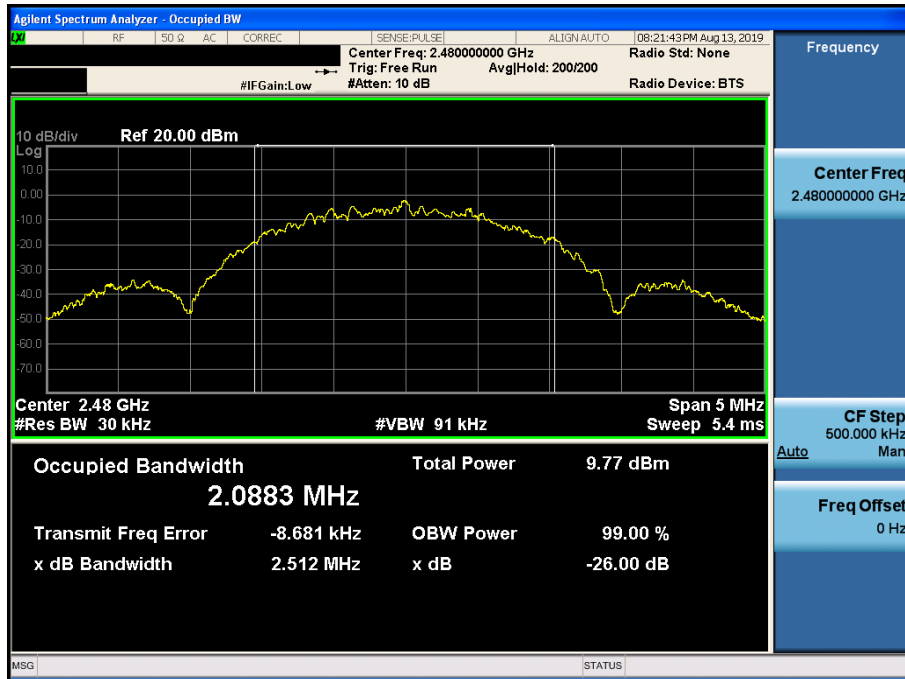 Agilent Spectrum Analyzer - Occupied BW
LXI RF 50 Ω AC CORREC SENSE:PULSE ALIGN AUTO 08:21:43 PM Aug 13, 2019
Center Freq: 2.480000000 GHz Radio Std: None
Trig: Free Run Avg|Hold: 200/200
#IFGain:Low #Atten: 10 dB Radio Device: BTS
10 dB/div Ref 20.00 dBm
Log
10.0
0.00
-10.0
-20.0
-30.0
-40.0
-50.0
-60.0
-70.0
Center 2.48 GHz Span 5 MHz
#Res BW 30 kHz #VBW 91 kHz Sweep 5.4 ms
Occupied Bandwidth Total Power 9.77 dBm
2.0883 MHz
Transmit Freq Error -8.681 kHz OBW Power 99.00 %
x dB Bandwidth 2.512 MHz x dB -26.00 dB
MSG STATUS
Frequency
Center Freq
2.480000000 GHz
CF Step
500.000 kHz
Auto Man
Freq Offset
0 Hz